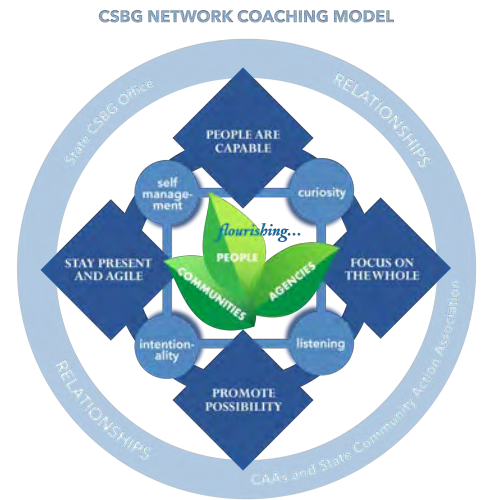 CSBG NETWORK COACHING MODEL
State CSBG Office
RELATIONSHIPS
PEOPLE ARE
CAPABLE
self
manage-
ment
curiosity
flourishing...
PEOPLE
COMMUNITIES
AGENCIES
STAY PRESENT
AND AGILE
FOCUS ON
THE WHOLE
intention-
ality
listening
PROMOTE
POSSIBILITY
RELATIONSHIPS
CAAs and State Community Action Association